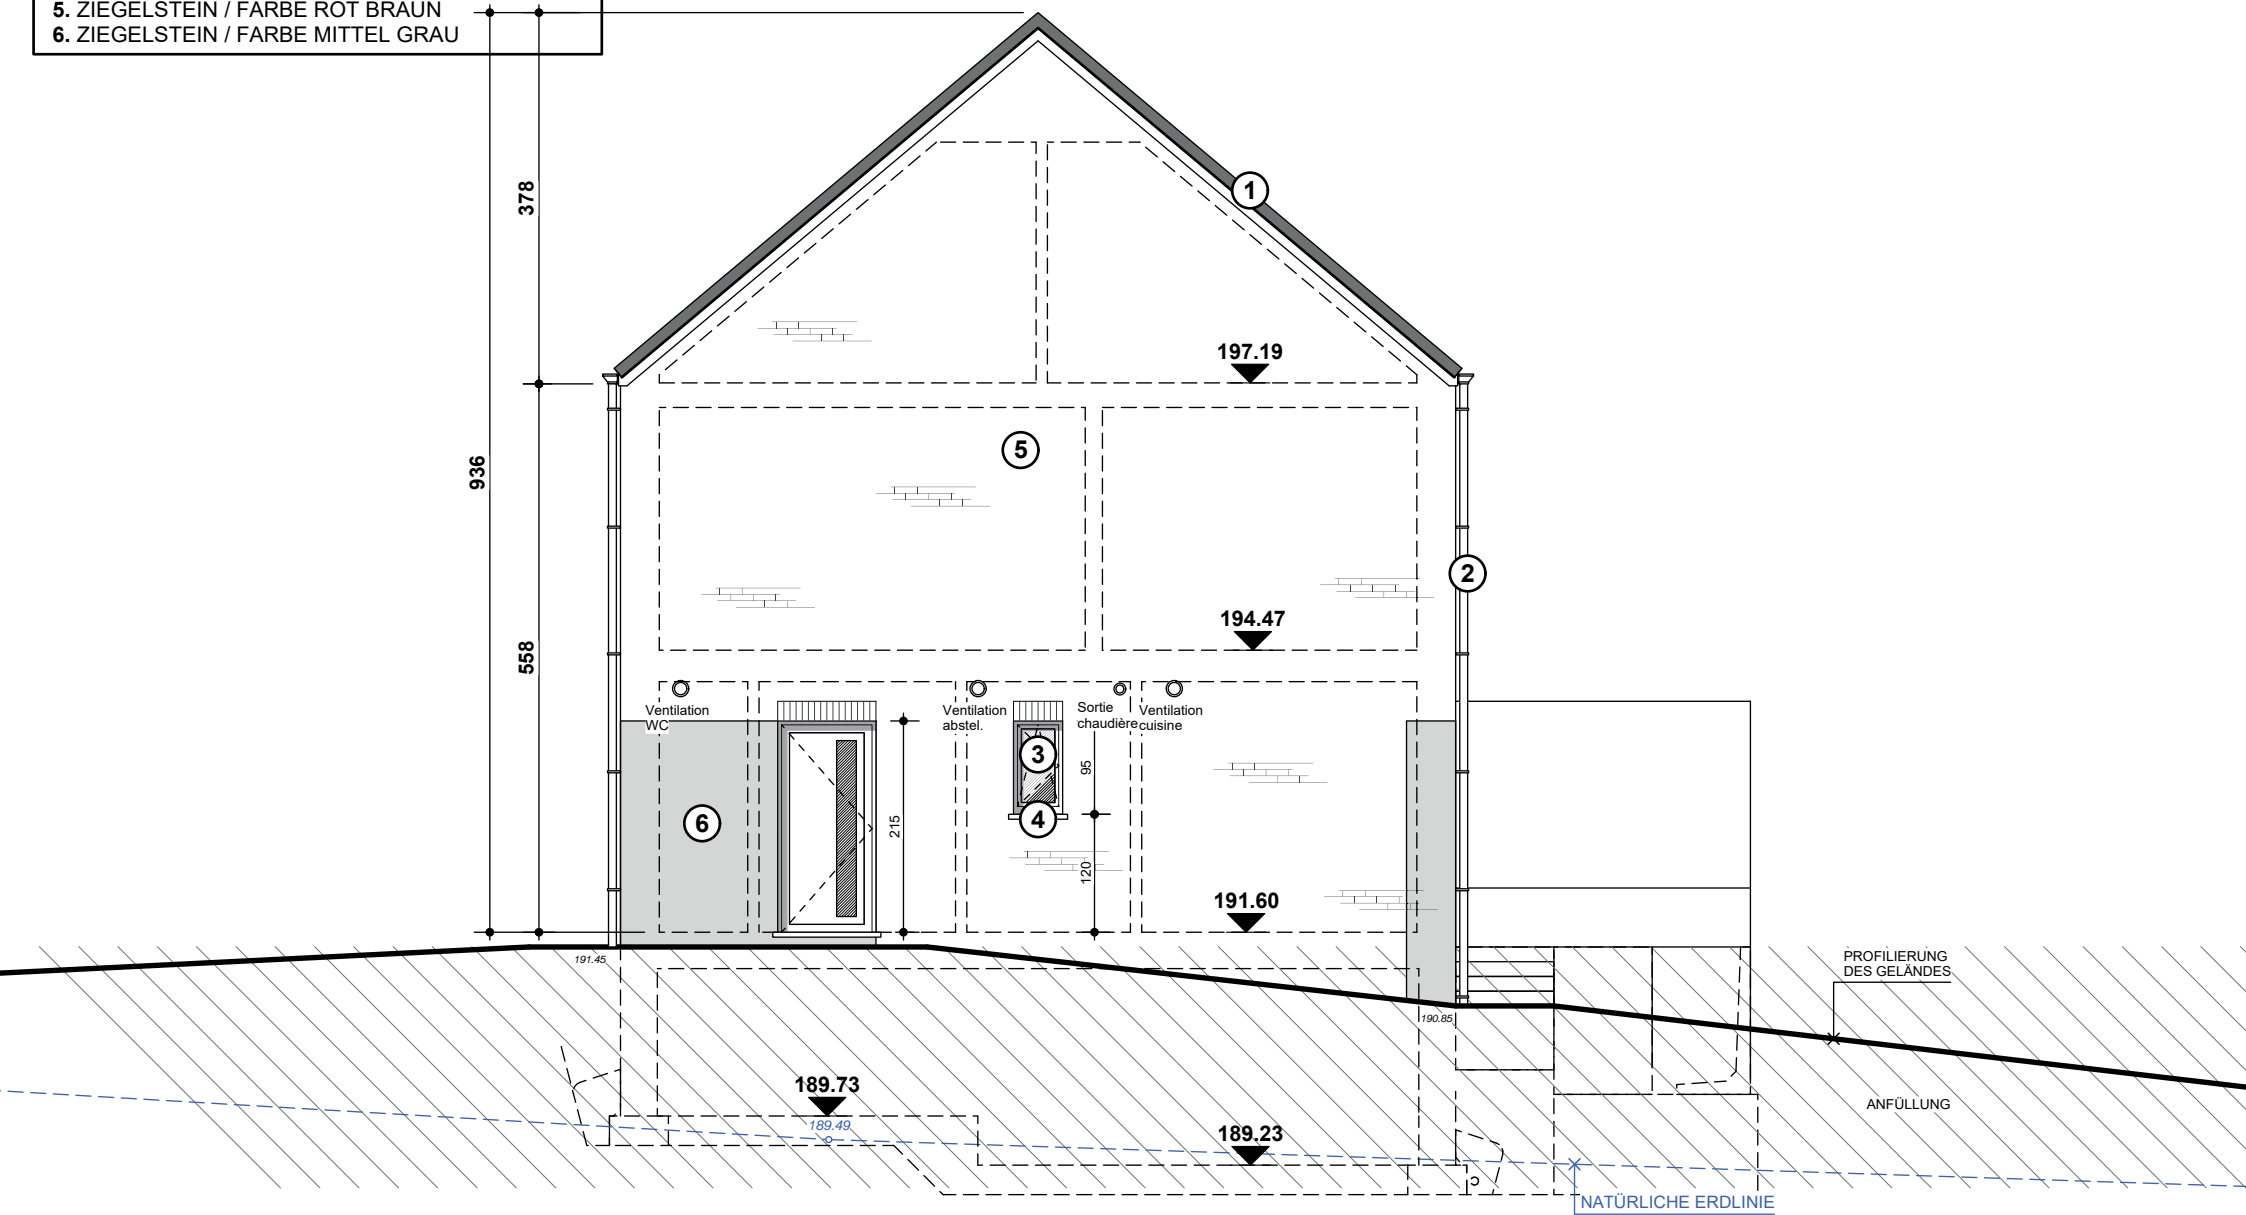 5. ZIEGELSTEIN / FARBE ROT BRAUN
6. ZIEGELSTEIN / FARBE MITTEL GRAU
378
1
197.19
936
5
2
558
194.47
Ventilation
WC
Ventilation
abstel.
Sortie
chaudière
Ventilation
cuisine
3
95
6
4
215
120
191.60
191.45
190.85
PROFILIERUNG
DES GELÄNDES
189.73
189.49
189.23
ANFÜLLUNG
NATÜRLICHE ERDLINIE